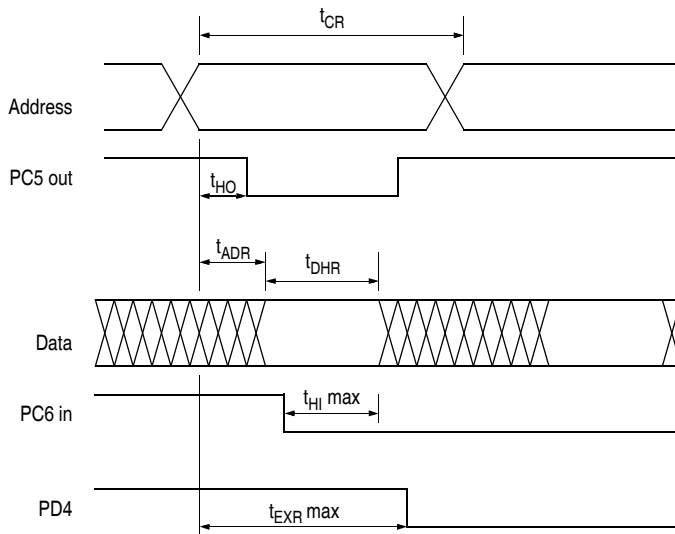 tCR
Address
PC5 out
tHO
tADR
tDHR
Data
PC6 in
tHI max
PD4
tEXR max